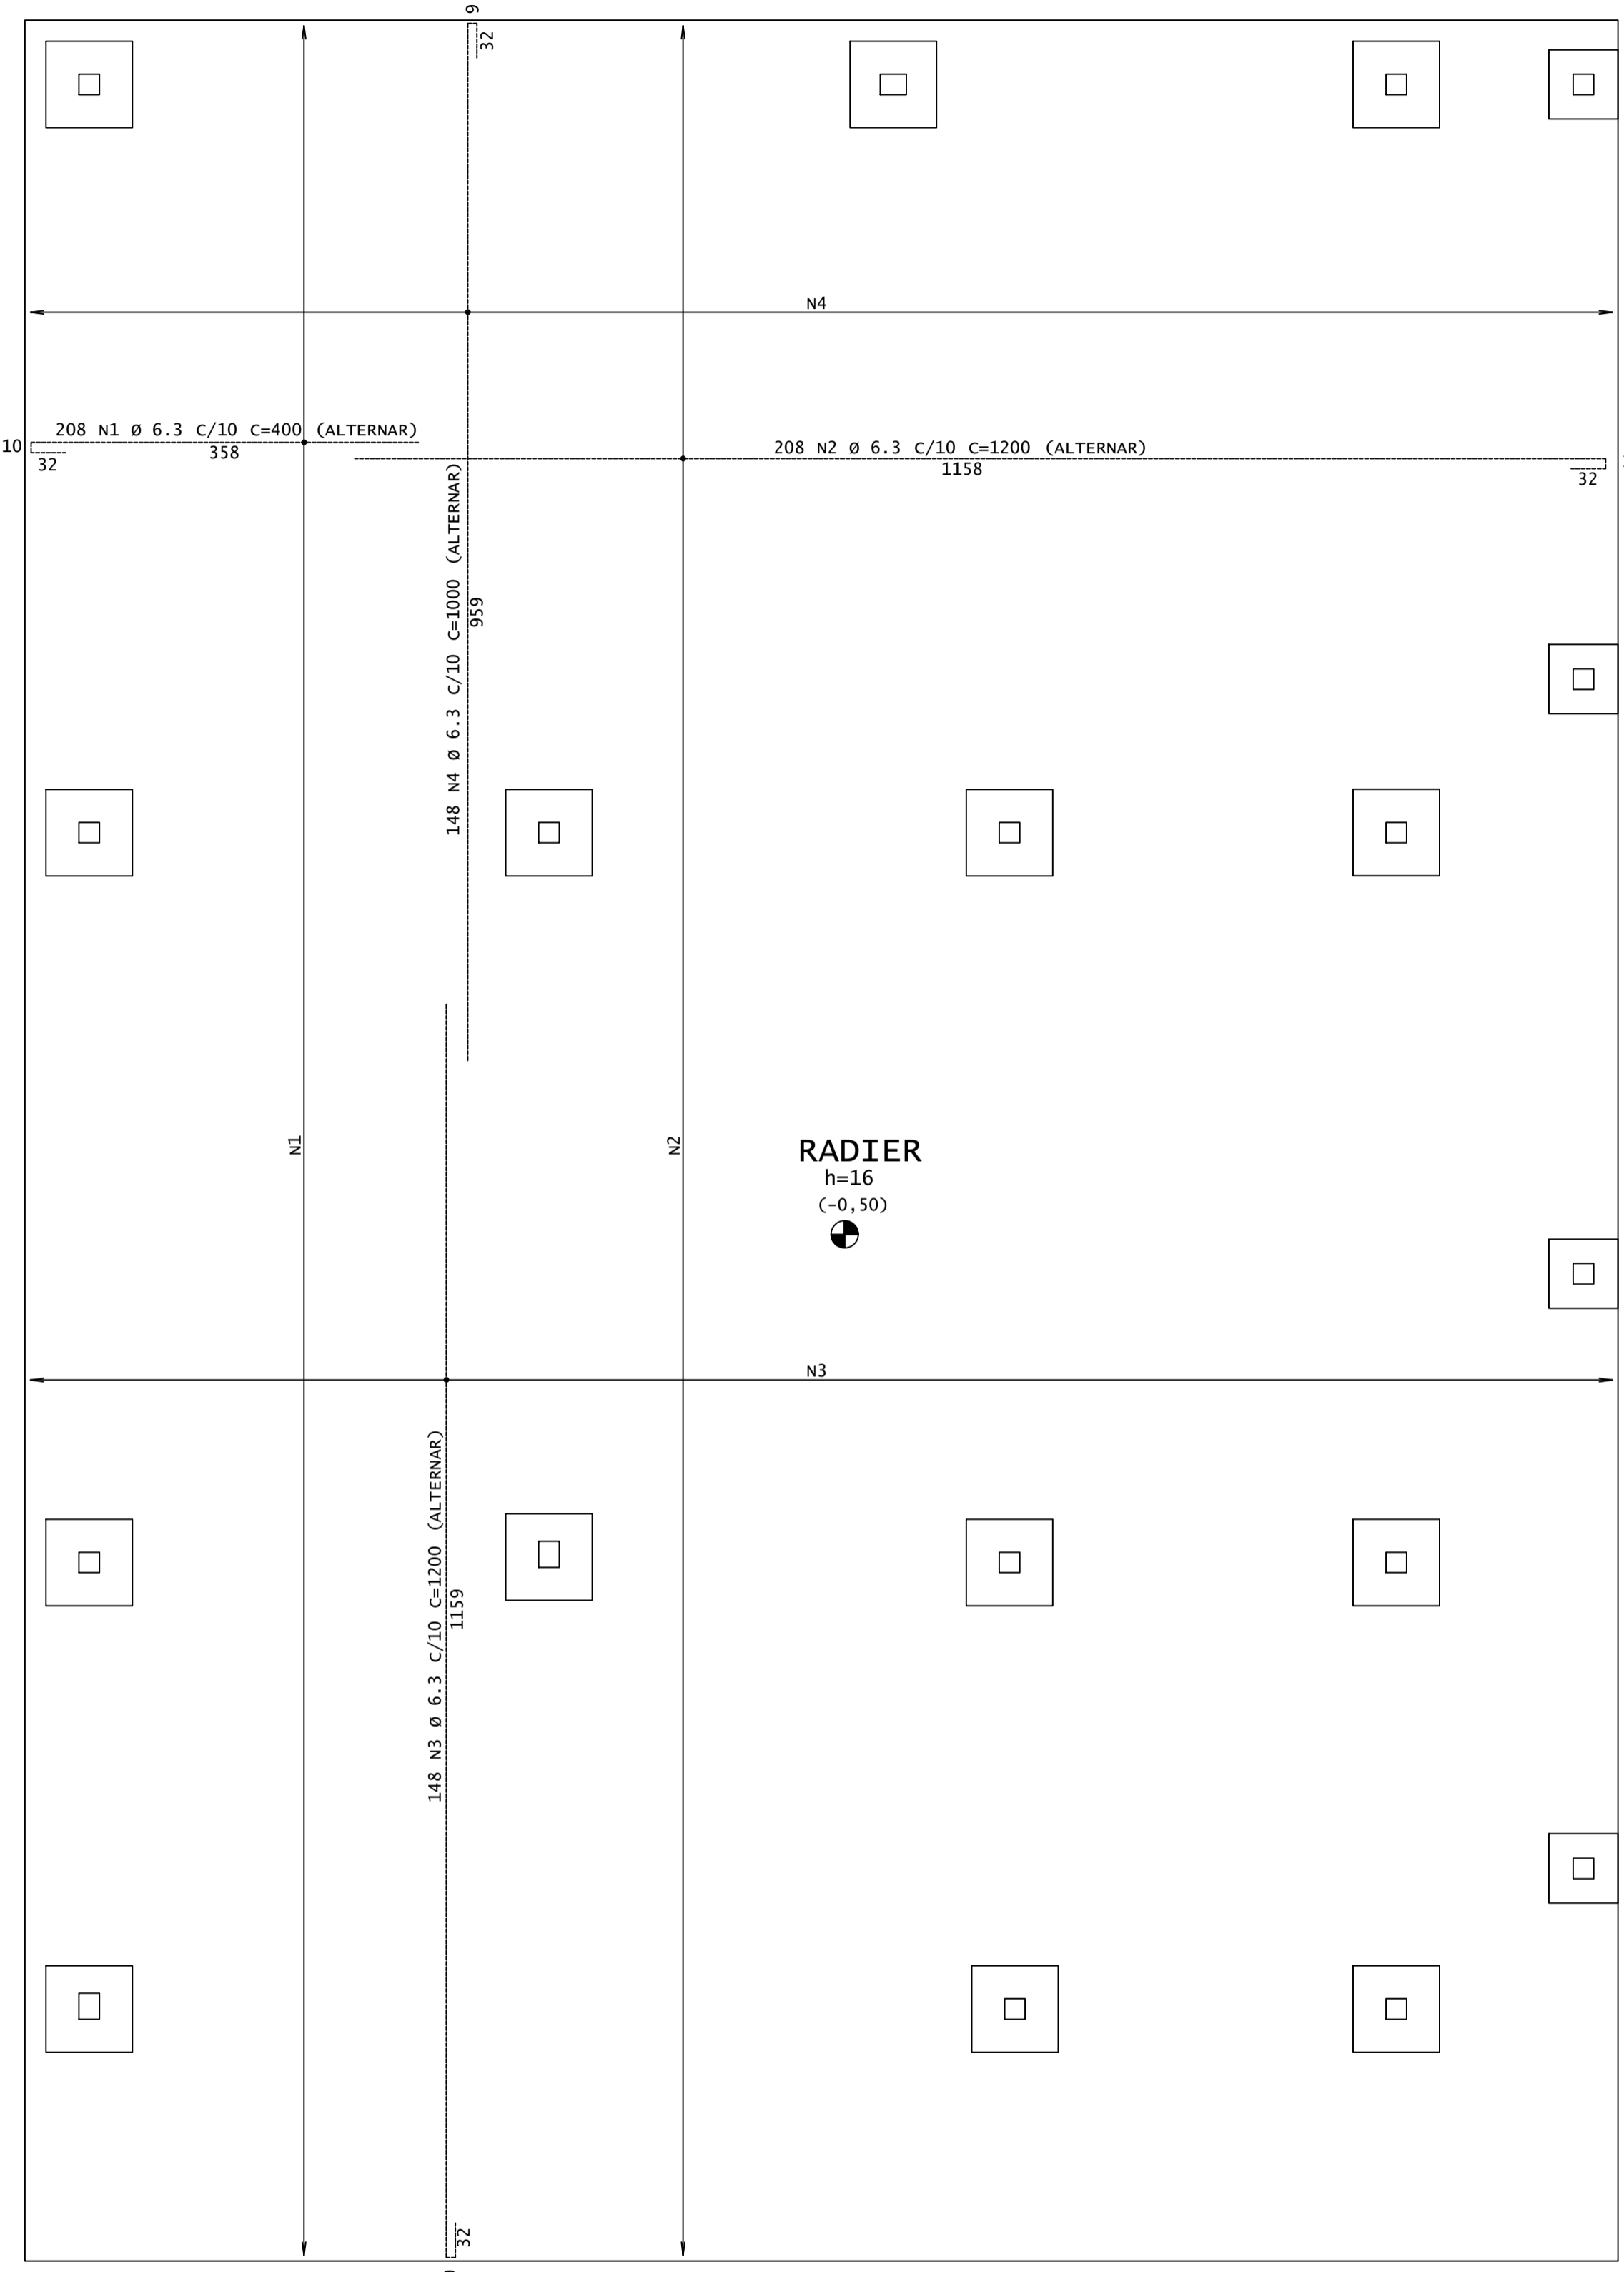 9
32
N4
208 N1 Ø 6.3 C/10 C=400 (ALTERNAR)
10
358
32
208 N2 Ø 6.3 C/10 C=1200 (ALTERNAR)
1158
32
148 N4 Ø 6.3 C/10 C=1000 (ALTERNAR)
959
N1
N2
RADIER
h=16
(-0,50)
N3
148 N3 Ø 6.3 C/10 C=1200 (ALTERNAR)
1159
32